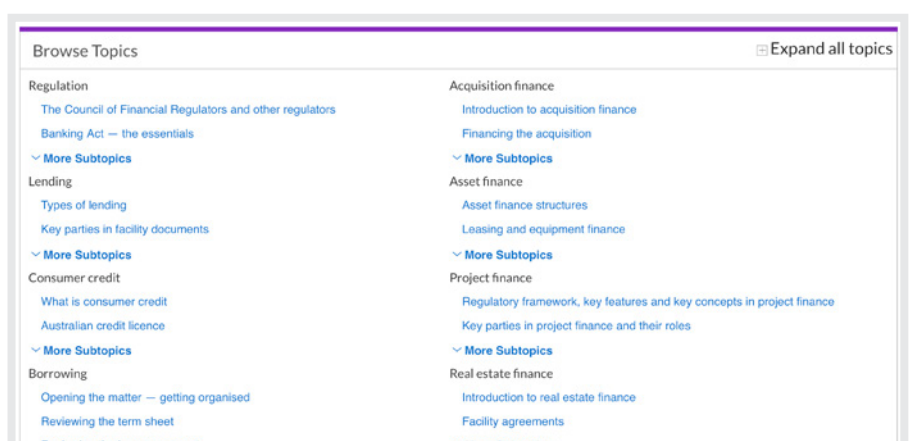 Browse Topics
Expand all topics
Regulation
The Council of Financial Regulators and other regulators
Banking Act — the essentials
More Subtopics
Lending
Types of lending
Key parties in facility documents
More Subtopics
Consumer credit
What is consumer credit
Australian credit licence
More Subtopics
Borrowing
Opening the matter — getting organised
Reviewing the term sheet
Acquisition finance
Introduction to acquisition finance
Financing the acquisition
More Subtopics
Asset finance
Asset finance structures
Leasing and equipment finance
More Subtopics
Project finance
Regulatory framework, key features and key concepts in project finance
Key parties in project finance and their roles
More Subtopics
Real estate finance
Introduction to real estate finance
Facility agreements